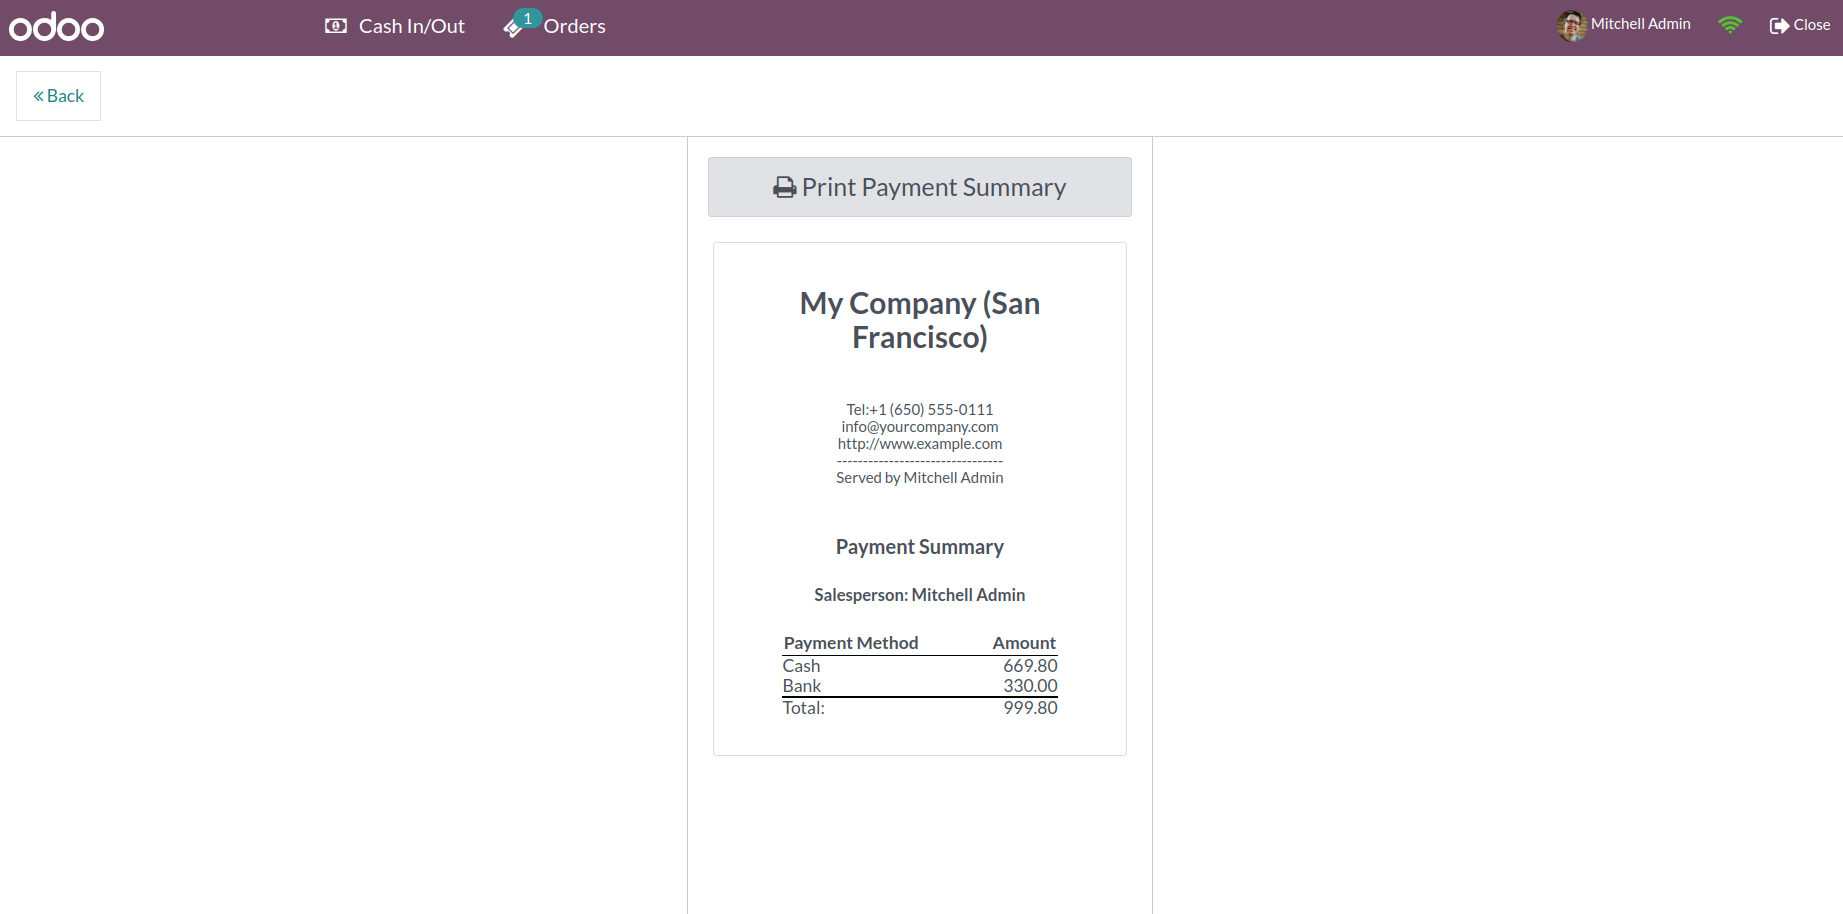 odoo
Cash In/Out
1
Orders
Mitchell Admin
Close
« Back
Print Payment Summary
My Company (San
Francisco)
Tel:+1 (650) 555-0111
info@yourcompany.com
http://www.example.com
--------------------------------
Served by Mitchell Admin
Payment Summary
Salesperson: Mitchell Admin
Payment Method Amount
Cash 669.80
Bank 330.00
Total: 999.80